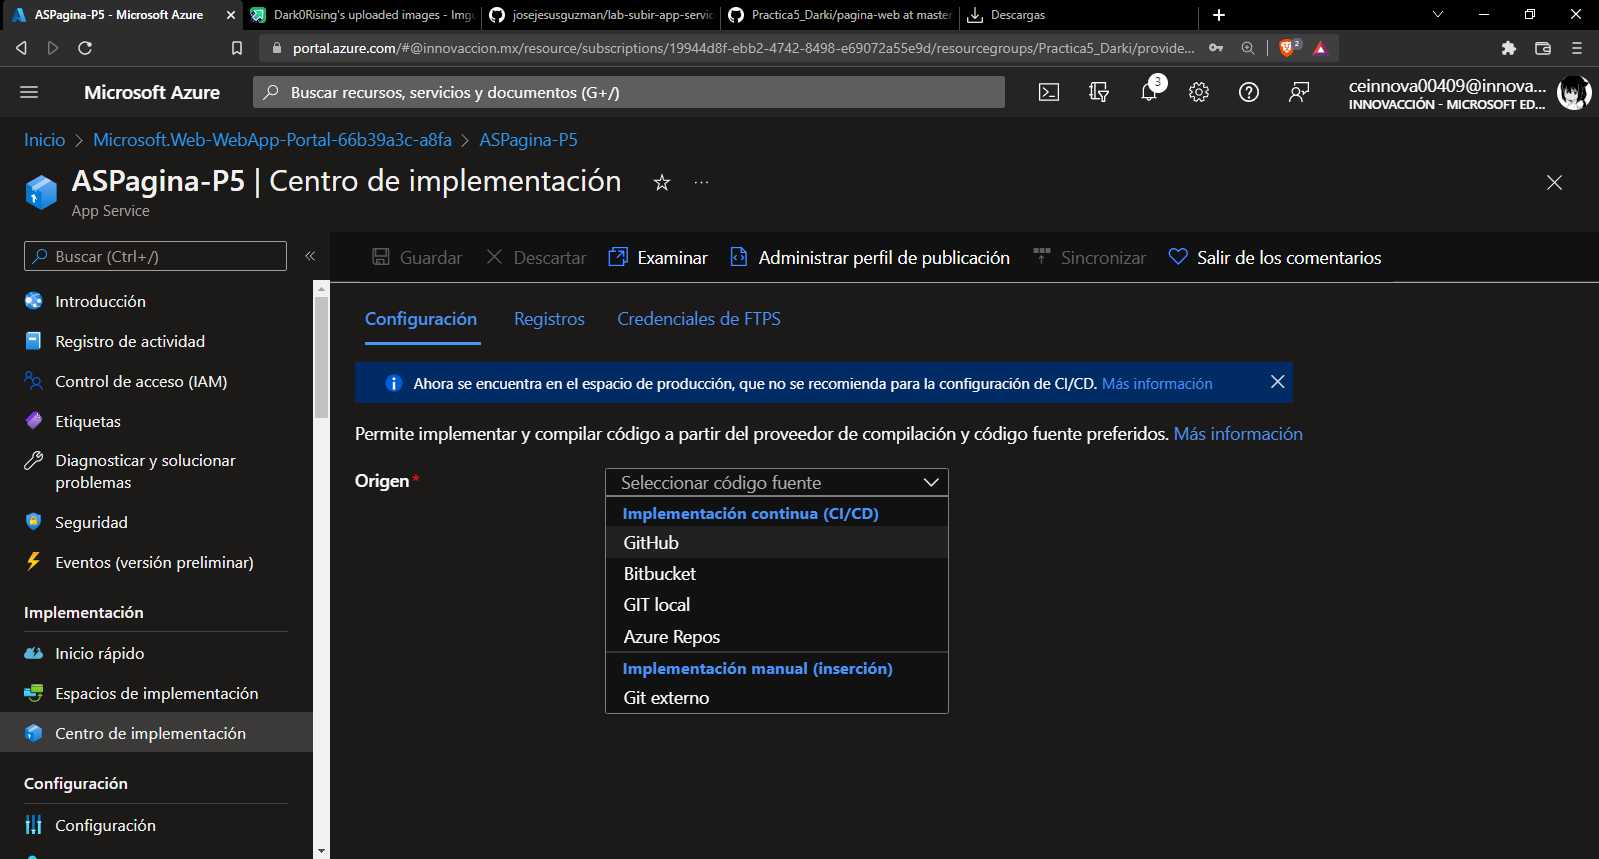 ASPagina-P5 - Microsoft Azure
Dark0Rising's uploaded images - Imgu
josejesusguzman/lab-subir-app-servic
Practica5_Darki/pagina-web at master
Descargas
portal.azure.com/#@innovaccion.mx/resource/subscriptions/19944d8f-ebb2-4742-8498-e69072a55e9d/resourcegroups/Practica5_Darki/provide...
2
Microsoft Azure
Buscar recursos, servicios y documentos (G+/)
3
ceinnova00409@innova...
INNOVACCIÓN - MICROSOFT ED...
Inicio > Microsoft.Web-WebApp-Portal-66b39a3c-a8fa > ASPagina-P5
ASPagina-P5 | Centro de implementación
App Service
Buscar (Ctrl+/)
Introducción
Registro de actividad
Control de acceso (IAM)
Etiquetas
Diagnosticar y solucionar
problemas
Seguridad
Eventos (versión preliminar)
Implementación
Inicio rápido
Espacios de implementación
Centro de implementación
Configuración
Configuración
Guardar
Descartar
Examinar
Administrar perfil de publicación
Sincronizar
Salir de los comentarios
Configuración
Registros
Credenciales de FTPS
Ahora se encuentra en el espacio de producción, que no se recomienda para la configuración de CI/CD. Más información
Permite implementar y compilar código a partir del proveedor de compilación y código fuente preferidos. Más información
Origen *
Seleccionar código fuente
Implementación continua (CI/CD)
GitHub
Bitbucket
GIT local
Azure Repos
Implementación manual (inserción)
Git externo